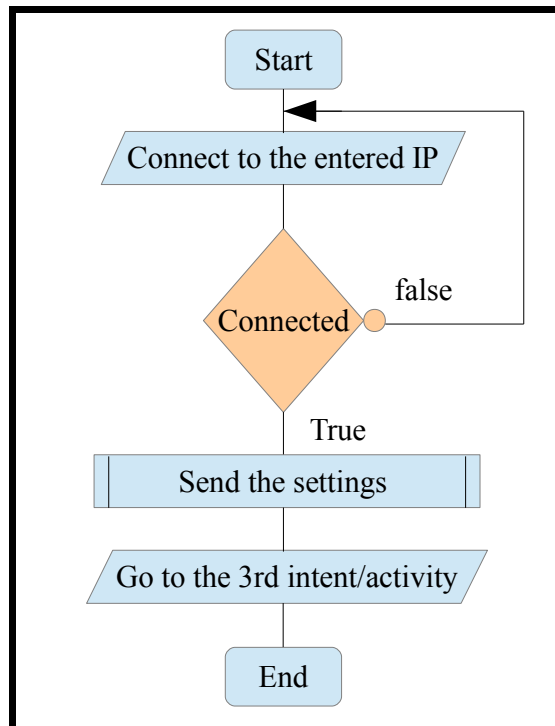 Start
Connect to the entered IP
false
Connected
True
Send the settings
Go to the 3rd intent/activity
End